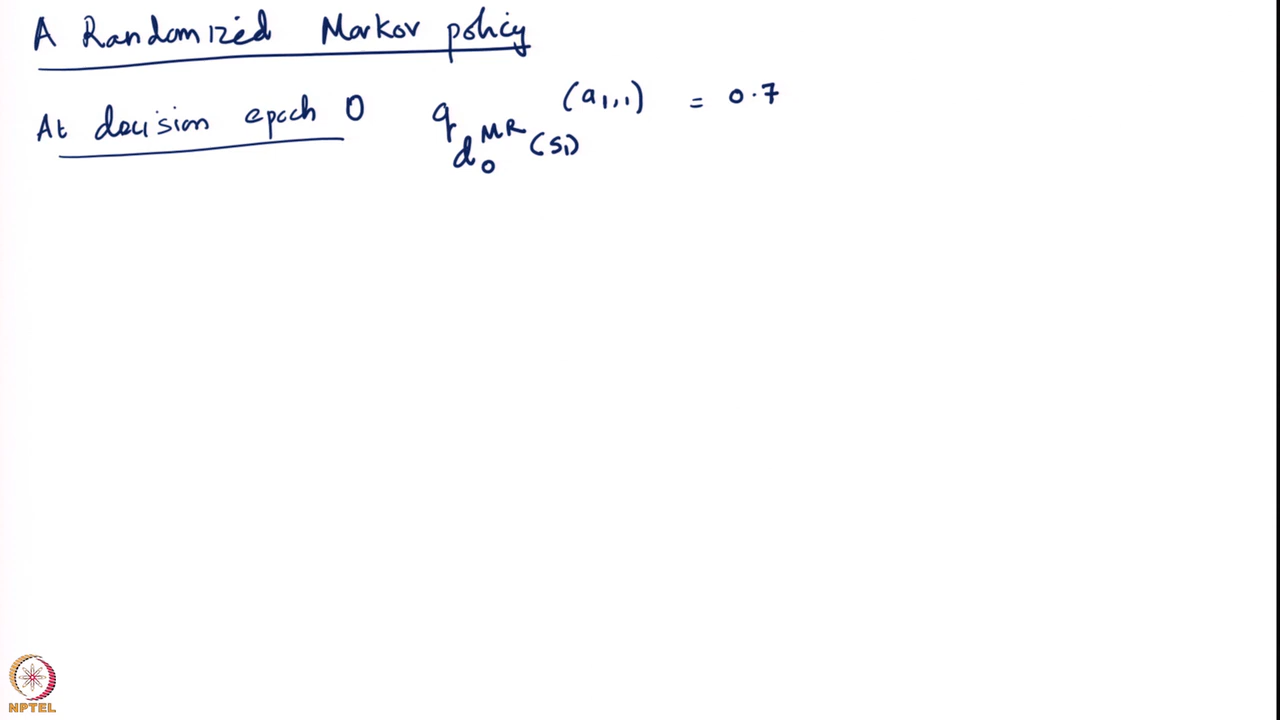 A Randomized Markov policy
At decision epoch 0 q_{d_0^{MR}(s_1)} (a_{1,1}) = 0.7
NPTEL